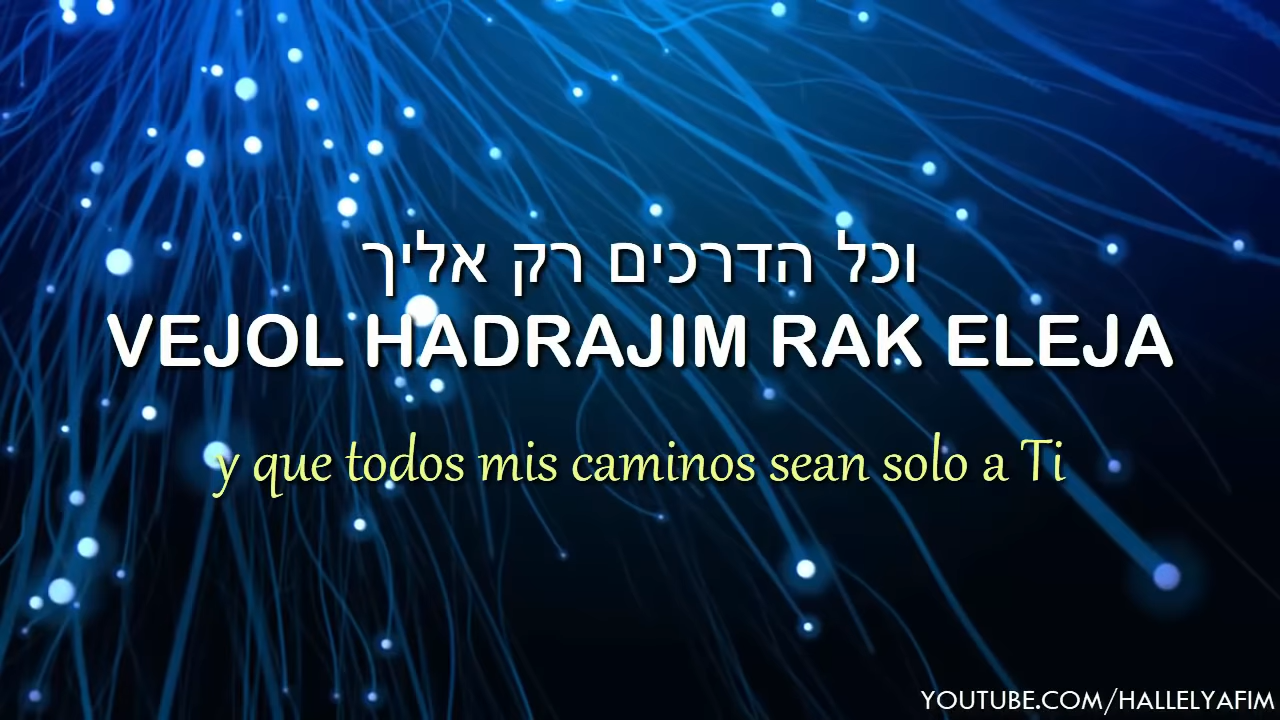 וכל הדרכים רק אליך
VEJOL HADRAJIM RAK ELEJA
y que todos mis caminos sean solo a Ti
YOUTUBE.COM/HALLELYAFIM